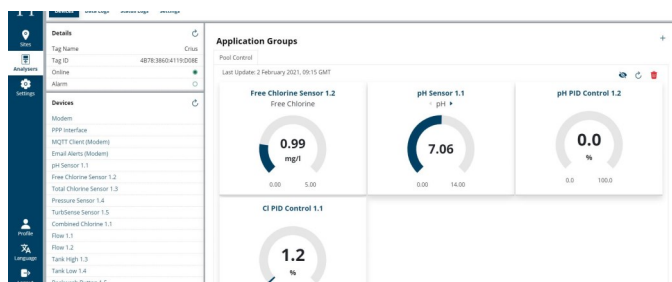 Devices Data Logs Status Logs Settings
Sites
Analysers
Settings
Profile
Language
Details
Tag Name Crius
Tag ID 4B78:3860:4119:D08E
Online
Alarm
Devices
Modem
PPP Interface
MQTT Client (Modem)
Email Alerts (Modem)
pH Sensor 1.1
Free Chlorine Sensor 1.2
Total Chlorine Sensor 1.3
Pressure Sensor 1.4
TurbSense Sensor 1.5
Combined Chlorine 1.1
Flow 1.1
Flow 1.2
Tank High 1.3
Tank Low 1.4
Application Groups
Pool Control
Last Update: 2 February 2021, 09:15 GMT
Free Chlorine Sensor 1.2
Free Chlorine
0.99
mg/l
0.00 5.00
pH Sensor 1.1
pH
7.06
0.00 14.00
pH PID Control 1.2
0.0
%
0.0 100.0
Cl PID Control 1.1
1.2
%